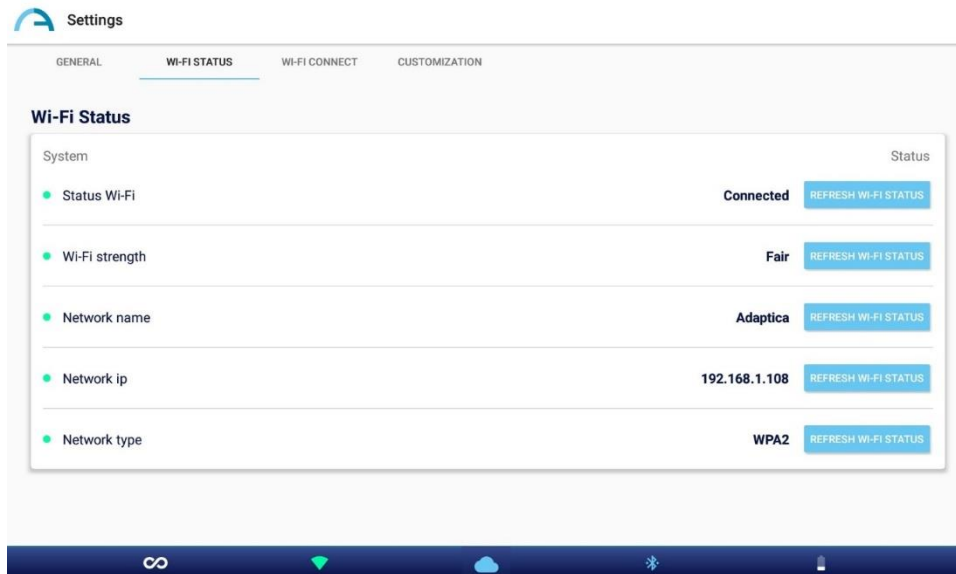 Settings
GENERAL WI-FI STATUS WI-FI CONNECT CUSTOMIZATION
Wi-Fi Status
System Status
Status Wi-Fi Connected REFRESH WI-FI STATUS
Wi-Fi strength Fair REFRESH WI-FI STATUS
Network name Adaptica REFRESH WI-FI STATUS
Network ip 192.168.1.108 REFRESH WI-FI STATUS
Network type WPA2 REFRESH WI-FI STATUS